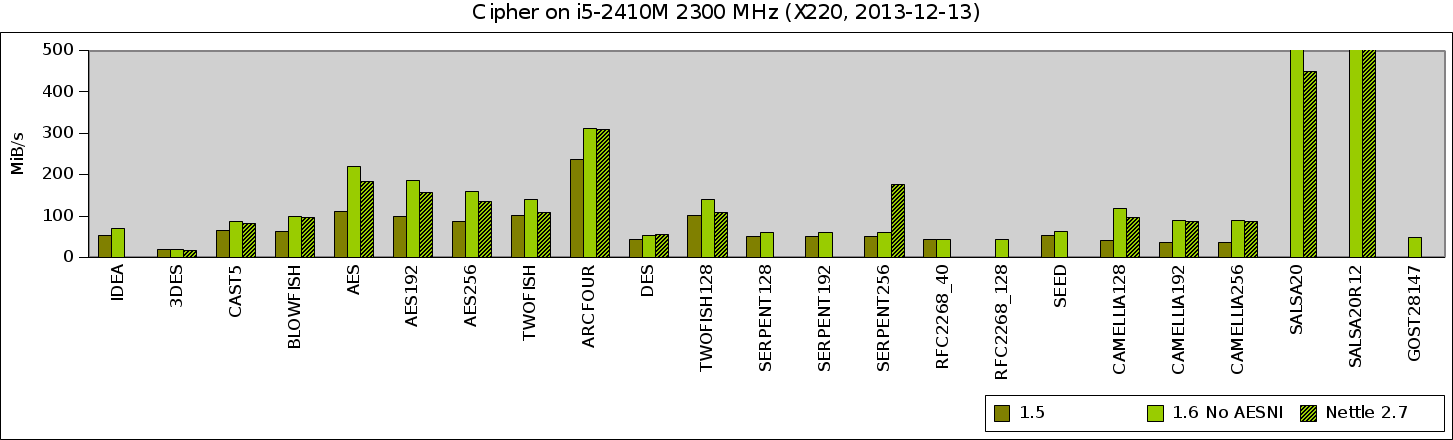 Cipher on i5-2410M 2300 MHz (X220, 2013-12-13)
MiB/s
500
400
300
200
100
0
IDEA
3DES
CAST5
BLOWFISH
AES
AES192
AES256
TWOFISH
ARCFOUR
DES
TWOFISH128
SERPENT128
SERPENT192
SERPENT256
RFC2268_40
RFC2268_128
SEED
CAMELLIA128
CAMELLIA192
CAMELLIA256
SALSA20
SALSA20R12
GOST28147
1.5
1.6 No AESNI
Nettle 2.7